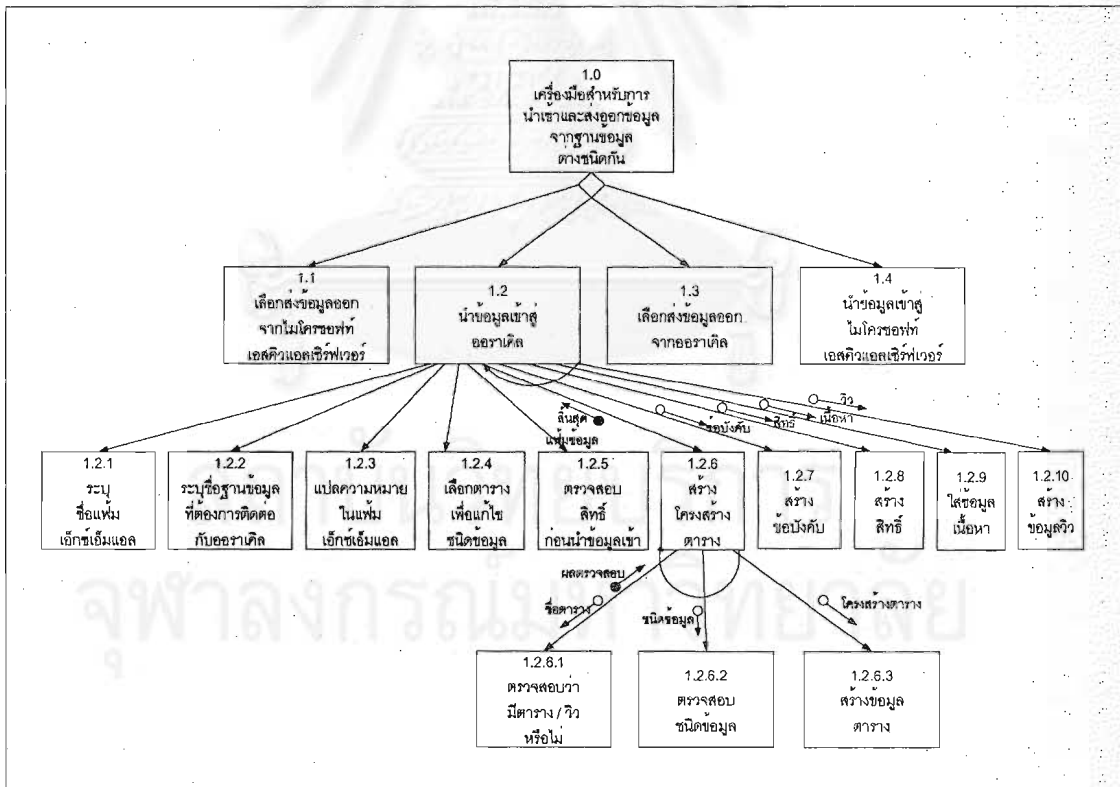 1.0
เครื่องมือสำหรับการ
นำเข้าและส่งออกข้อมูล
จากฐานข้อมูล
ต่างชนิดกัน
1.1
เลือกส่งข้อมูลออก
จากไมโครซอฟท์
เอสคิวแอลเซิร์ฟเวอร์
1.2
นำข้อมูลเข้าสู่
ออราเคิล
1.3
เลือกส่งข้อมูลออก
จากออราเคิล
1.4
นำข้อมูลเข้าสู่
ไมโครซอฟท์
เอสคิวแอลเซิร์ฟเวอร์
สิ้นสุด
แฟ้มข้อมูล
ข้อบังคับ
สิทธิ์
เนื้อหา
วิว
1.2.1
ระบุ
ชื่อแฟ้ม
เอ็กซ์เอ็มแอล
1.2.2
ระบุชื่อฐานข้อมูล
ที่ต้องการติดต่อ
กับออราเคิล
1.2.3
แปลความหมาย
ในแฟ้ม
เอ็กซ์เอ็มแอล
1.2.4
เลือกตาราง
เพื่อแก้ไข
ชนิดข้อมูล
1.2.5
ตรวจสอบ
สิทธิ์
ก่อนนำข้อมูลเข้า
1.2.6
สร้าง
โครงสร้าง
ตาราง
1.2.7
สร้าง
ข้อบังคับ
1.2.8
สร้าง
สิทธิ์
1.2.9
ใส่ข้อมูล
เนื้อหา
1.2.10
สร้าง
ข้อมูลวิว
ผลตรวจสอบ
ชื่อตาราง
ชนิดข้อมูล
โครงสร้างตาราง
1.2.6.1
ตรวจสอบว่า
มีตาราง / วิว
หรือไม่
1.2.6.2
ตรวจสอบ
ชนิดข้อมูล
1.2.6.3
สร้างข้อมูล
ตาราง
จุฬาลงกรณ์มหาวิทยาลัย